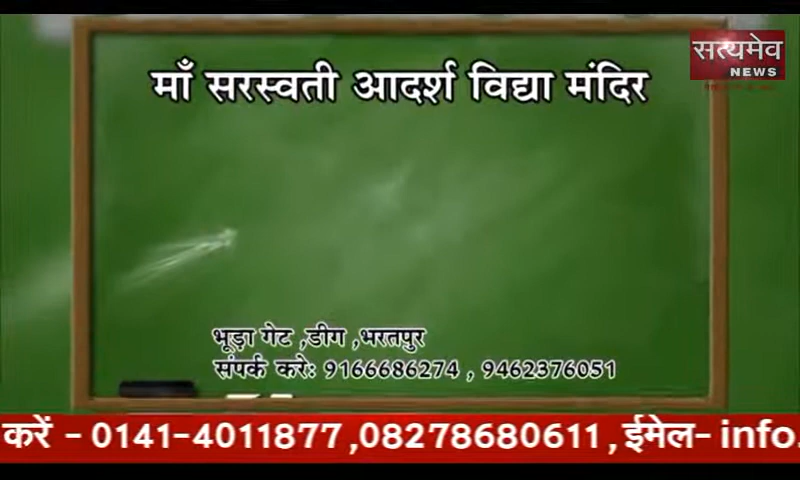 सत्यमेव
NEWS
माँ सरस्वती आदर्श विद्या मंदिर
भूड़ा गेट ,डीग ,भरतपुर
संपर्क करे: 9166686274 , 9462376051
करें - 0141-4011877 ,08278680611 , ईमेल- info.